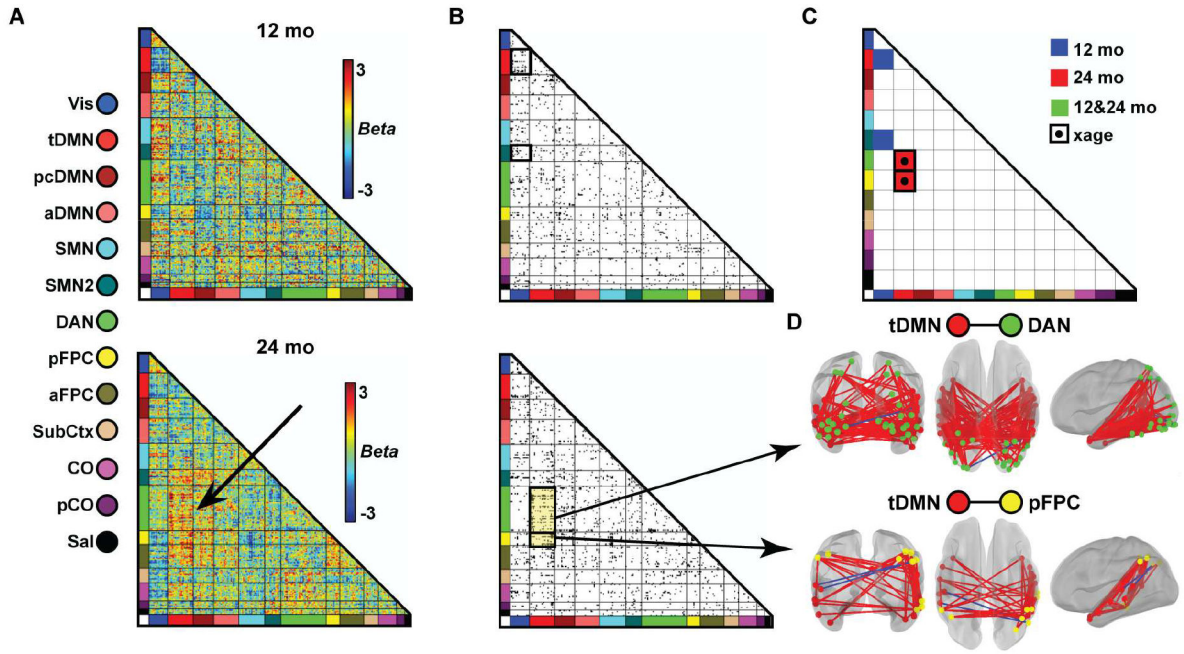 A
12 mo
3
Beta
-3
Vis
tDMN
pcDMN
aDMN
SMN
SMN2
DAN
pFPC
aFPC
SubCtx
CO
pCO
Sal
24 mo
3
Beta
-3
B
C
12 mo
24 mo
12&24 mo
xage
D
tDMN DAN
tDMN pFPC